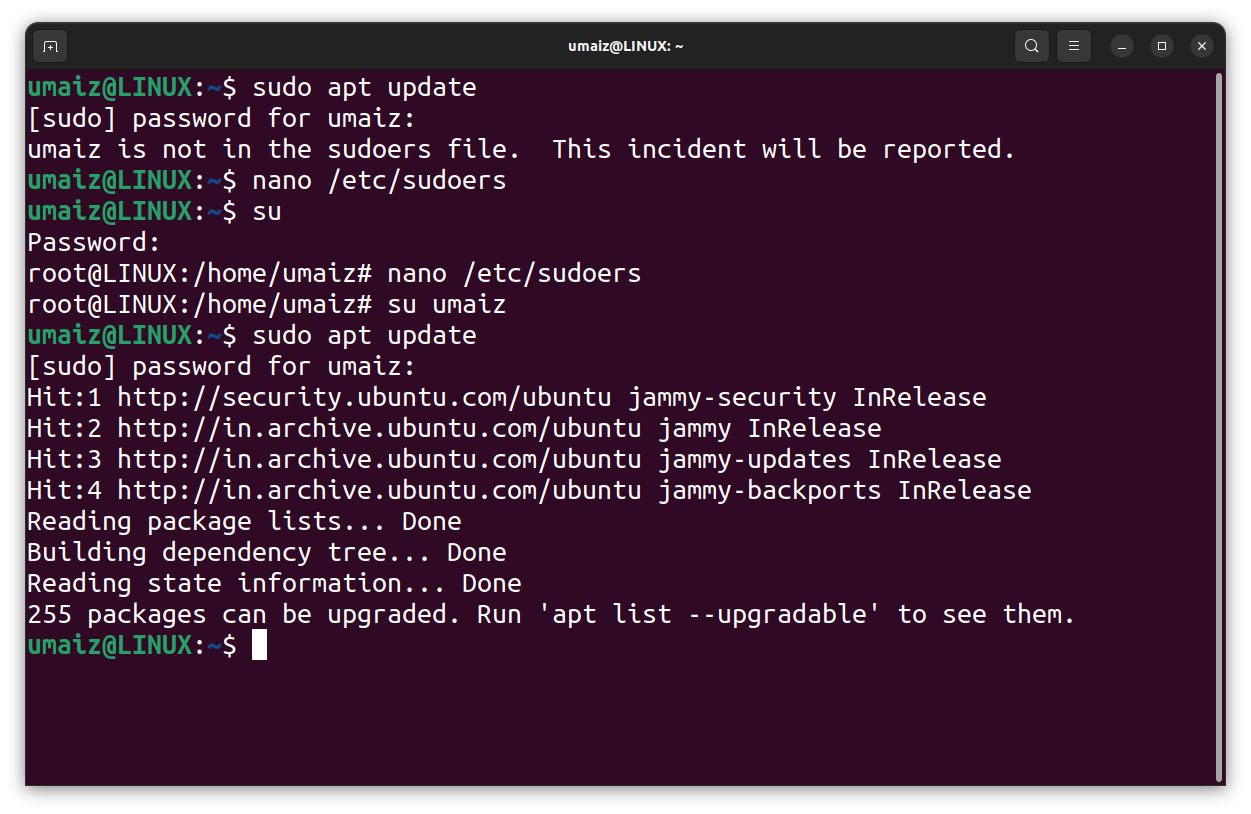 umaiz@LINUX: ~
umaiz@LINUX:~$ sudo apt update
[sudo] password for umaiz:
umaiz is not in the sudoers file.  This incident will be reported.
umaiz@LINUX:~$ nano /etc/sudoers
umaiz@LINUX:~$ su
Password:
root@LINUX:/home/umaiz# nano /etc/sudoers
root@LINUX:/home/umaiz# su umaiz
umaiz@LINUX:~$ sudo apt update
[sudo] password for umaiz:
Hit:1 http://security.ubuntu.com/ubuntu jammy-security InRelease
Hit:2 http://in.archive.ubuntu.com/ubuntu jammy InRelease
Hit:3 http://in.archive.ubuntu.com/ubuntu jammy-updates InRelease
Hit:4 http://in.archive.ubuntu.com/ubuntu jammy-backports InRelease
Reading package lists... Done
Building dependency tree... Done
Reading state information... Done
255 packages can be upgraded. Run 'apt list --upgradable' to see them.
umaiz@LINUX:~$